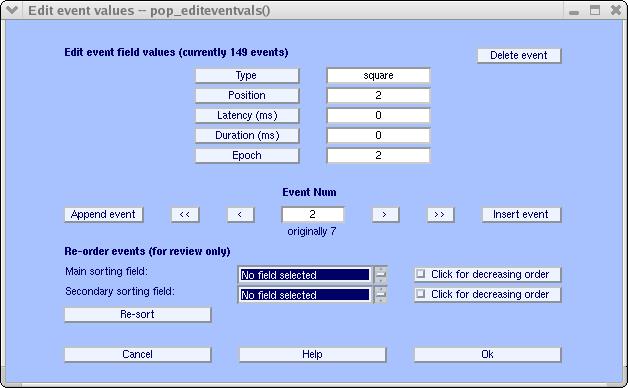 Edit event values -- pop_editeventvals()
Edit event field values (currently 149 events)
Delete event
Type square
Position 2
Latency (ms) 0
Duration (ms) 0
Epoch 2
Event Num
Append event << < 2 > >> Insert event
originally 7
Re-order events (for review only)
Main sorting field: No field selected Click for decreasing order
Secondary sorting field: No field selected Click for decreasing order
Re-sort
Cancel Help Ok